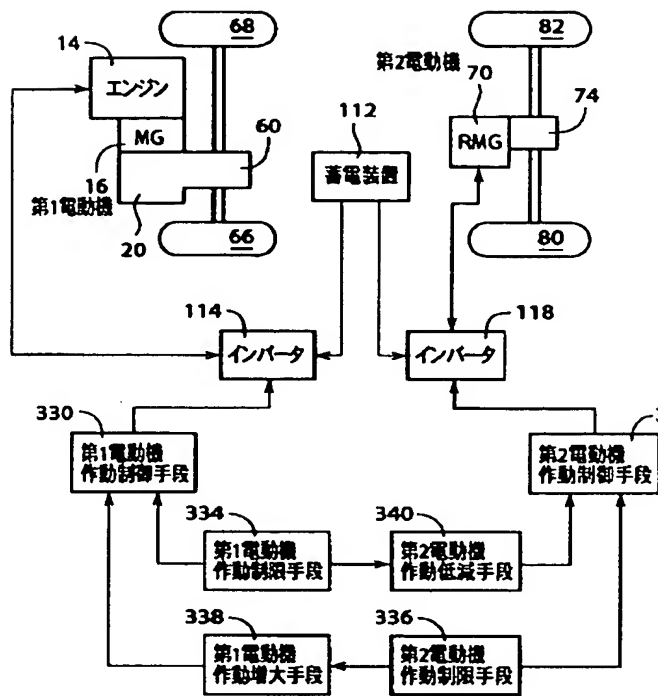 68
82
14
第2電動機
エンジン
70
74
112
60
MG
RMG
蓄電装置
16
第1電動機
20
66
80
114
118
インバータ
インバータ
330
3
第1電動機
作動制御手段
第2電動機
作動制御手段
334
340
第1電動機
作動制限手段
第2電動機
作動低減手段
338
336
第1電動機
作動増大手段
第2電動機
作動制限手段